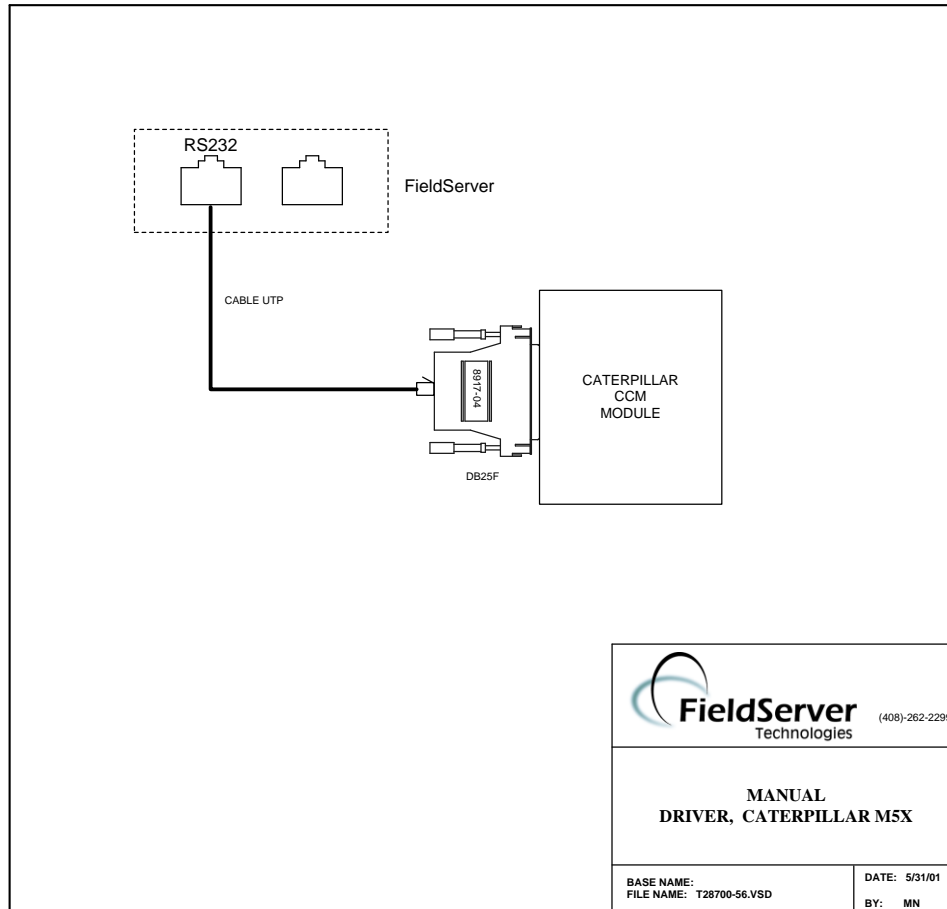 RS232
FieldServer
CABLE UTP
8917-04
CATERPILLAR
CCM
MODULE
DB25F
FieldServer
Technologies
(408)-262-2299
MANUAL
DRIVER, CATERPILLAR M5X
BASE NAME:
FILE NAME: T28700-56.VSD
DATE: 5/31/01
BY: MN